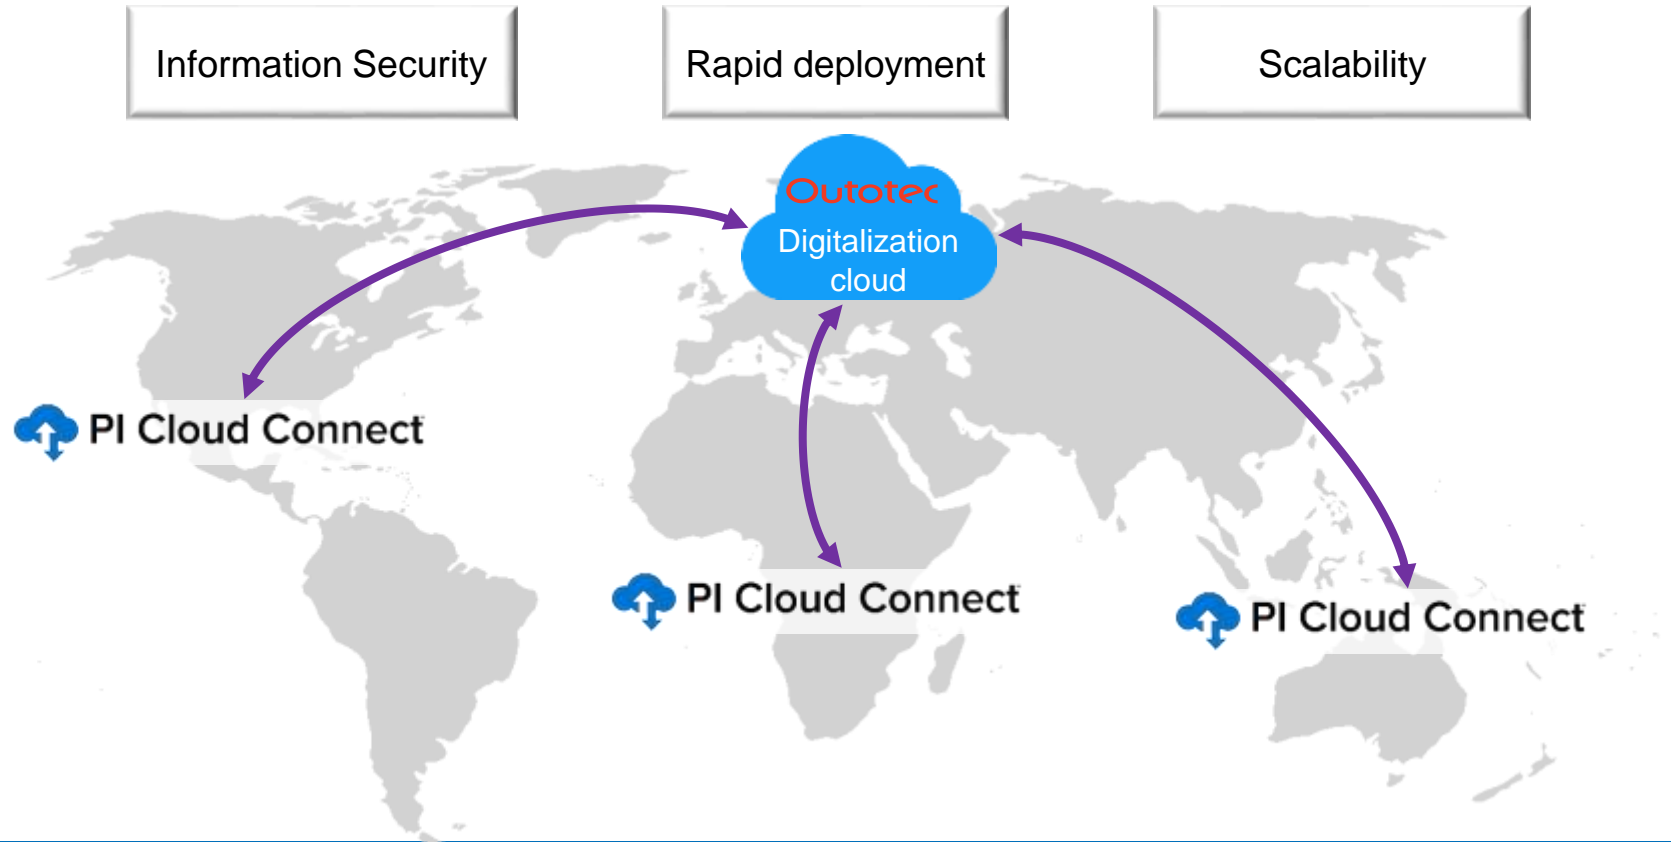 Information Security
Rapid deployment
Scalability
Outotec
Digitalization
cloud
PI Cloud Connect
PI Cloud Connect
PI Cloud Connect